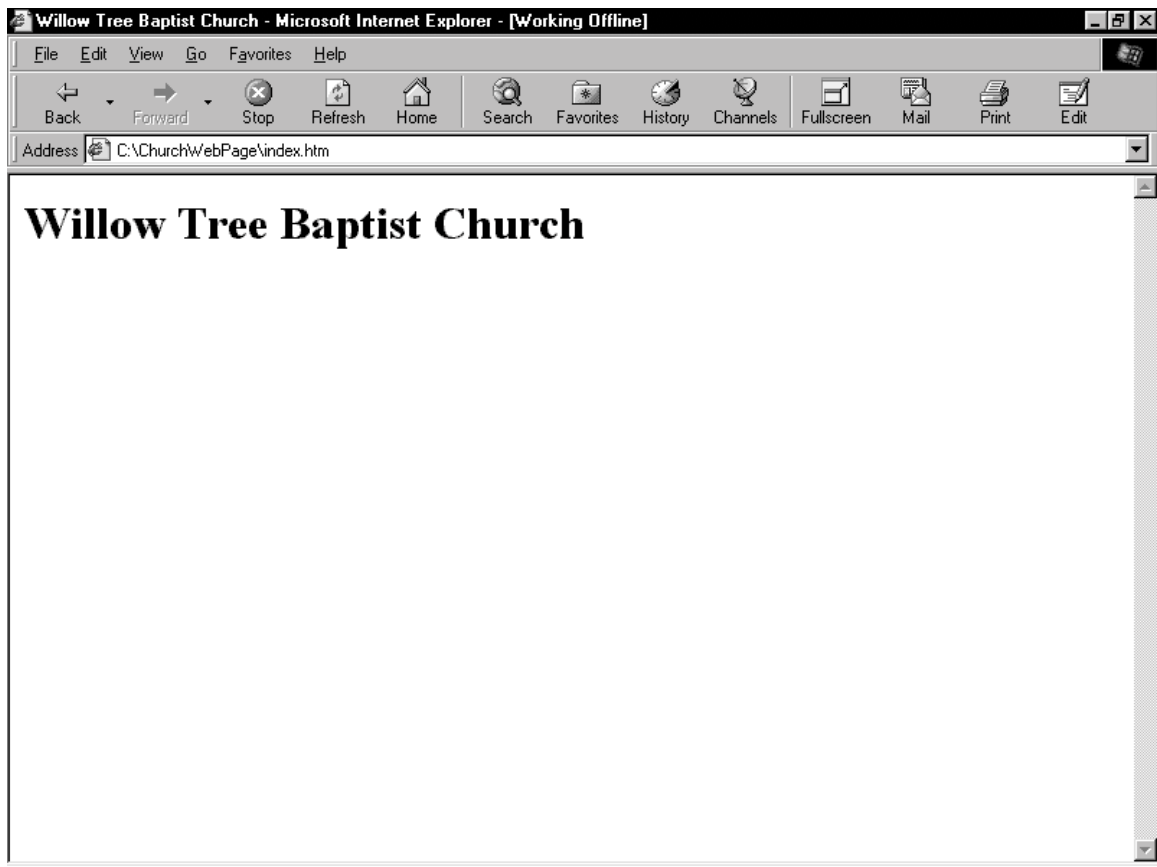 Willow Tree Baptist Church - Microsoft Internet Explorer - [Working Offline]
File Edit View Go Favorites Help
Back Forward Stop Refresh Home Search Favorites History Channels Fullscreen Mail Print Edit
Address C:\ChurchWebPage\index.htm
Willow Tree Baptist Church